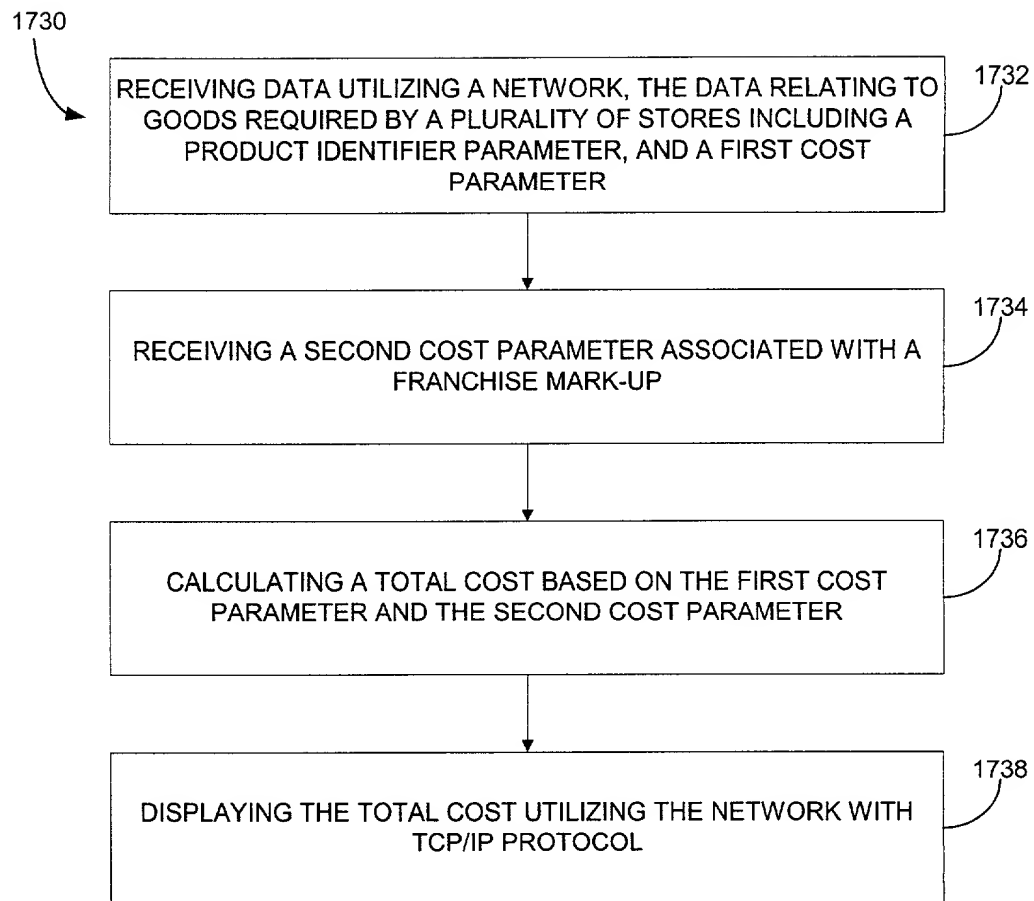 1730
1732
RECEIVING DATA UTILIZING A NETWORK, THE DATA RELATING TO
GOODS REQUIRED BY A PLURALITY OF STORES INCLUDING A
PRODUCT IDENTIFIER PARAMETER, AND A FIRST COST
PARAMETER
1734
RECEIVING A SECOND COST PARAMETER ASSOCIATED WITH A
FRANCHISE MARK-UP
1736
CALCULATING A TOTAL COST BASED ON THE FIRST COST
PARAMETER AND THE SECOND COST PARAMETER
1738
DISPLAYING THE TOTAL COST UTILIZING THE NETWORK WITH
TCP/IP PROTOCOL